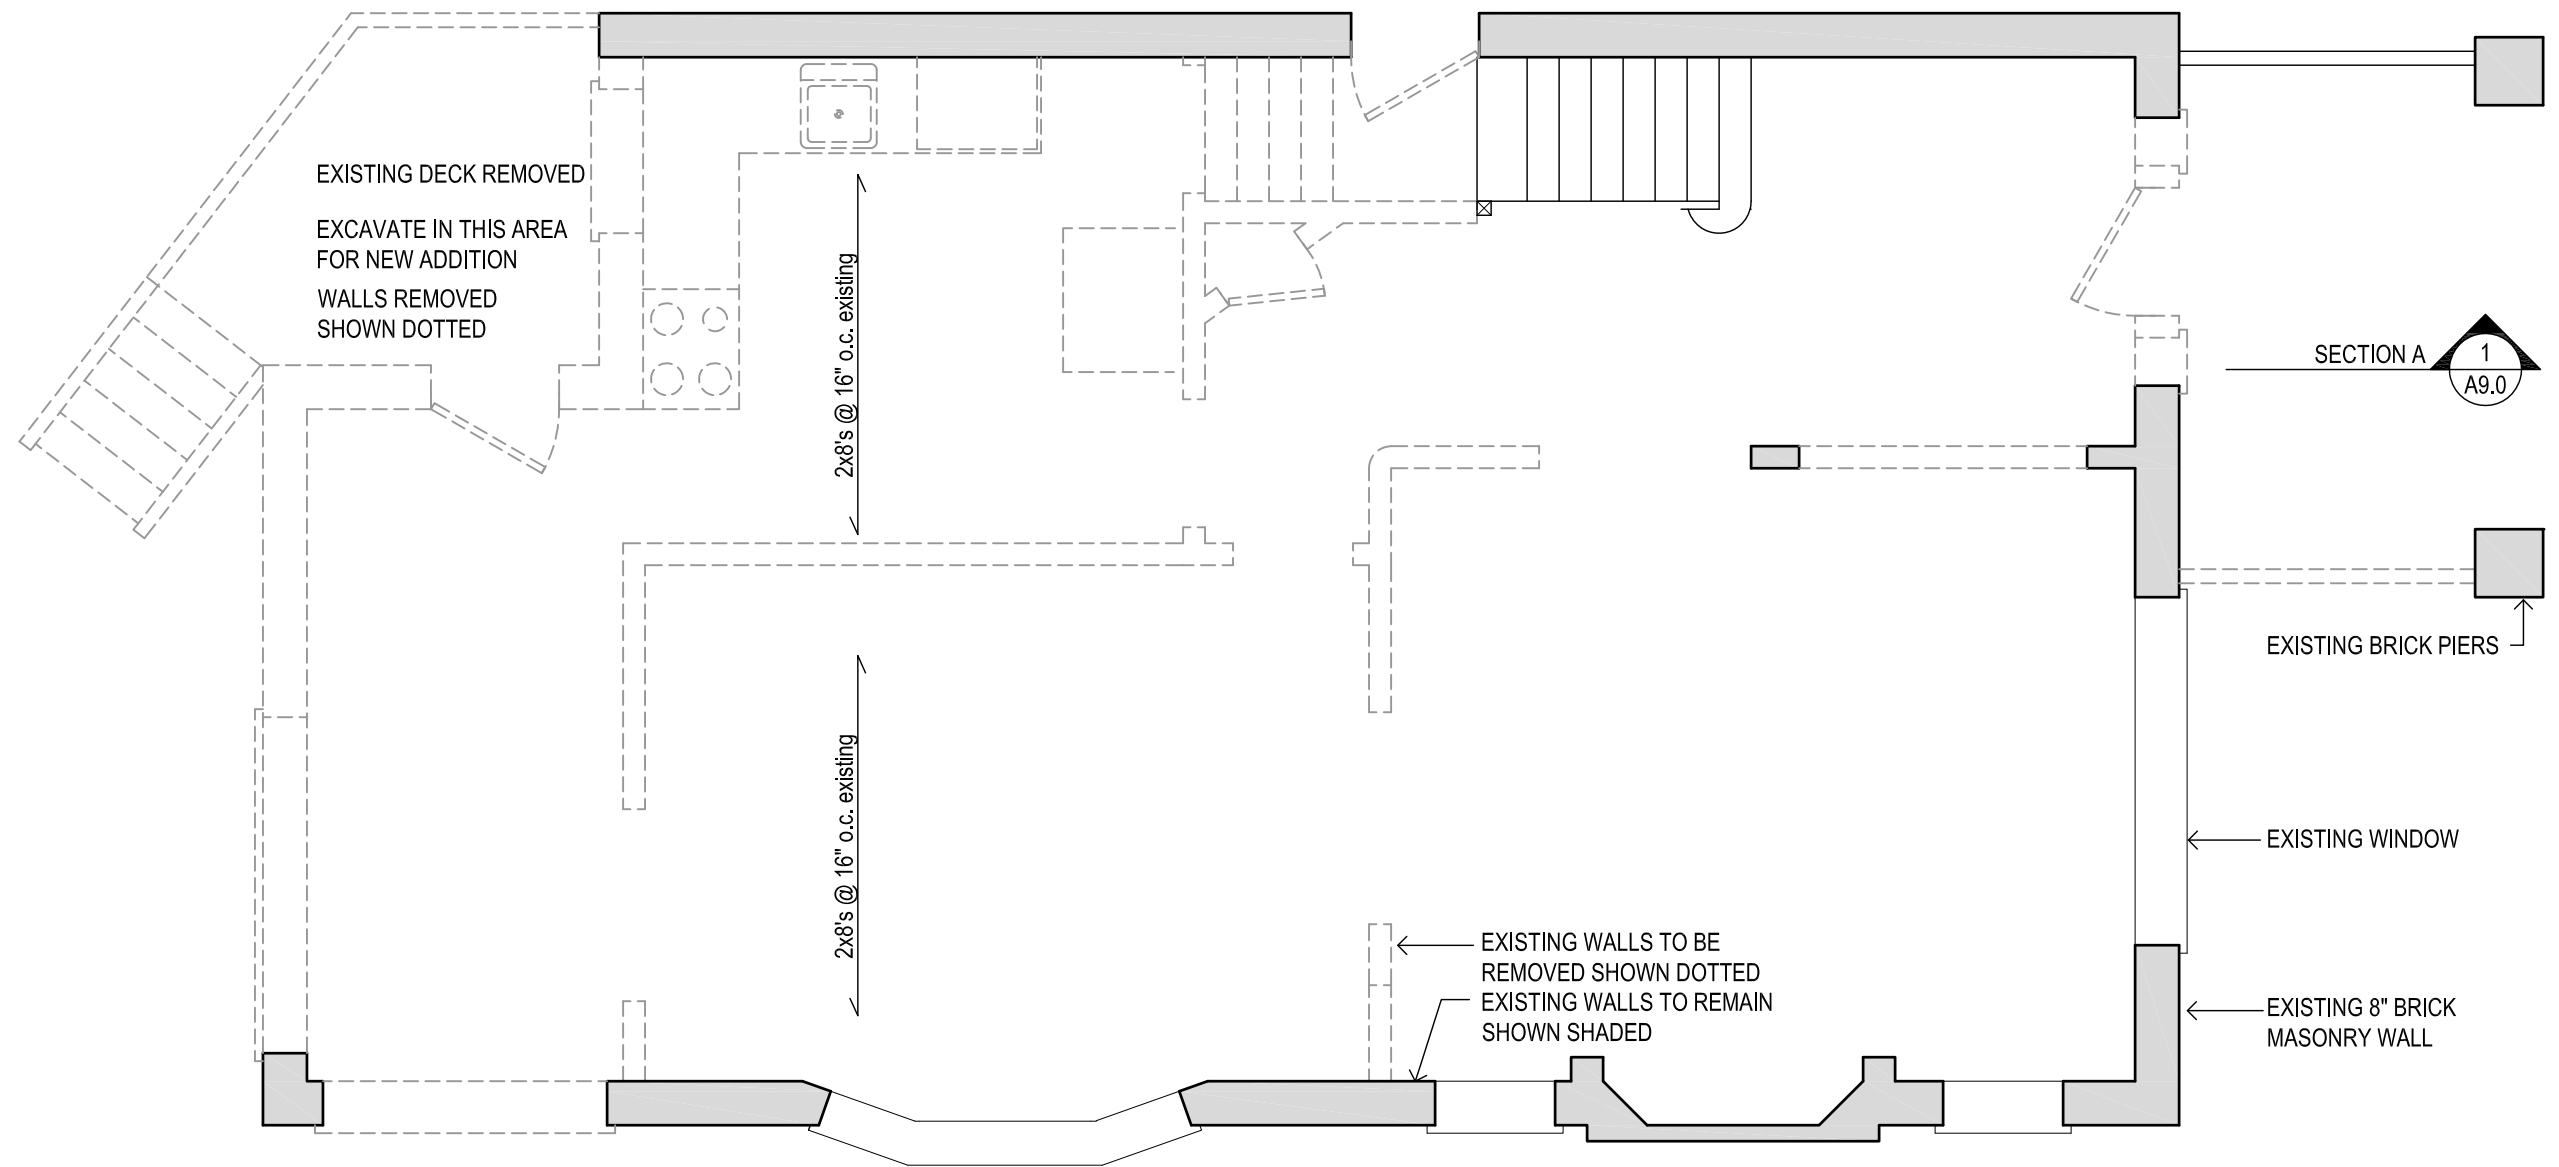 EXISTING DECK REMOVED
EXCAVATE IN THIS AREA
FOR NEW ADDITION
WALLS REMOVED
SHOWN DOTTED
2x8's @ 16" o.c. existing
SECTION A
1
A9.0
EXISTING BRICK PIERS
2x8's @ 16" o.c. existing
EXISTING WINDOW
EXISTING WALLS TO BE
REMOVED SHOWN DOTTED
EXISTING WALLS TO REMAIN
SHOWN SHADED
EXISTING 8" BRICK
MASONRY WALL